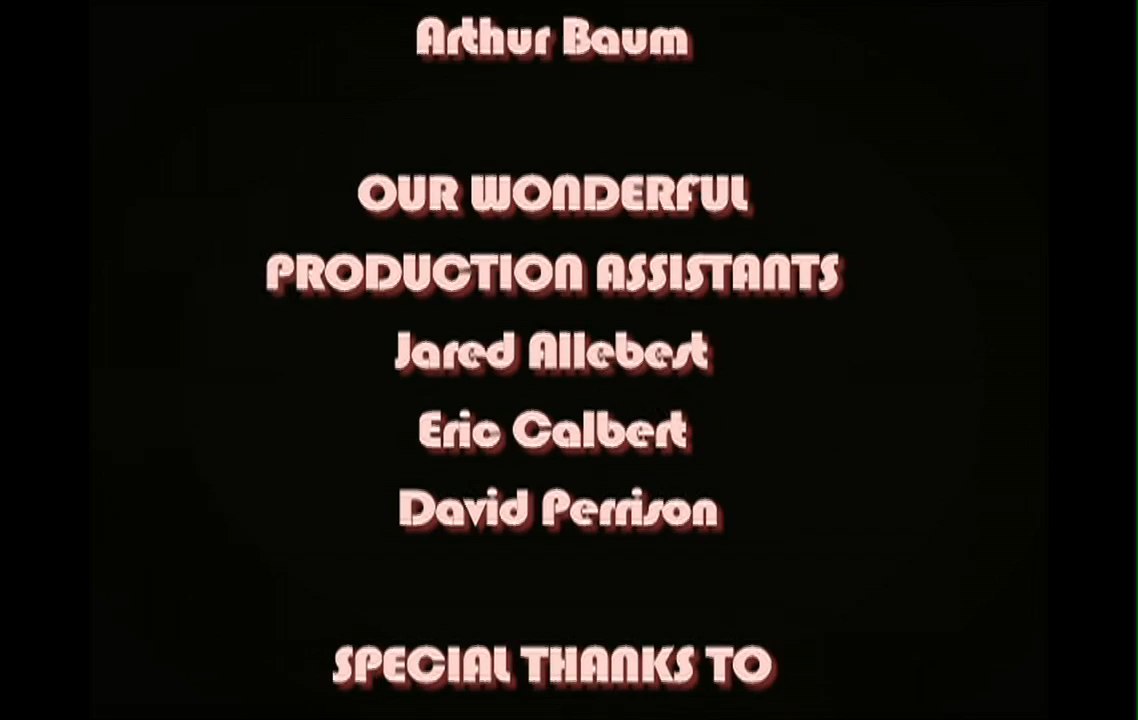 Arthur Baum
OUR WONDERFUL
PRODUCTION ASSISTANTS
Jared Allebest
Eric Calbert
David Perrison
SPECIAL THANKS TO